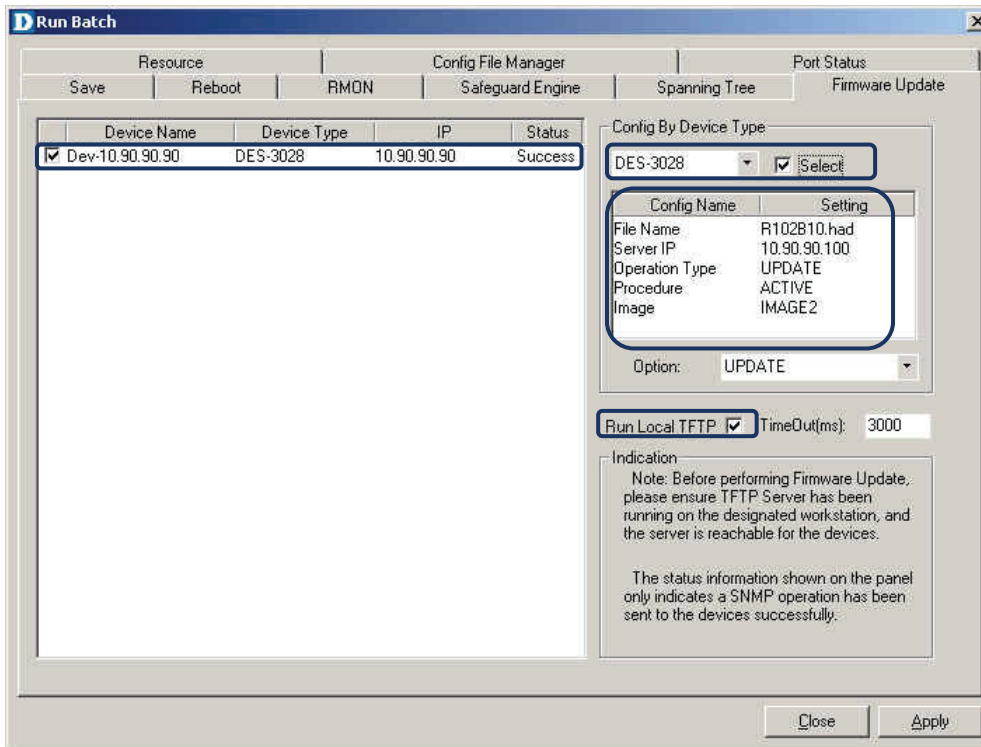 D Run Batch
Resource Config File Manager Port Status
Save Reboot RMON Safeguard Engine Spanning Tree Firmware Update
Device Name Device Type IP Status
Dev-10.90.90.90 DES-3028 10.90.90.90 Success
Config By Device Type
DES-3028 Select
Config Name Setting
File Name R102B10.had
Server IP 10.90.90.100
Operation Type UPDATE
Procedure ACTIVE
Image IMAGE2
Option: UPDATE
Run Local TFTP TimeOut(ms): 3000
Indication
Note: Before performing Firmware Update,
please ensure TFTP Server has been
running on the designated workstation, and
the server is reachable for the devices.
The status information shown on the panel
only indicates a SNMP operation has been
sent to the devices successfully.
Close Apply